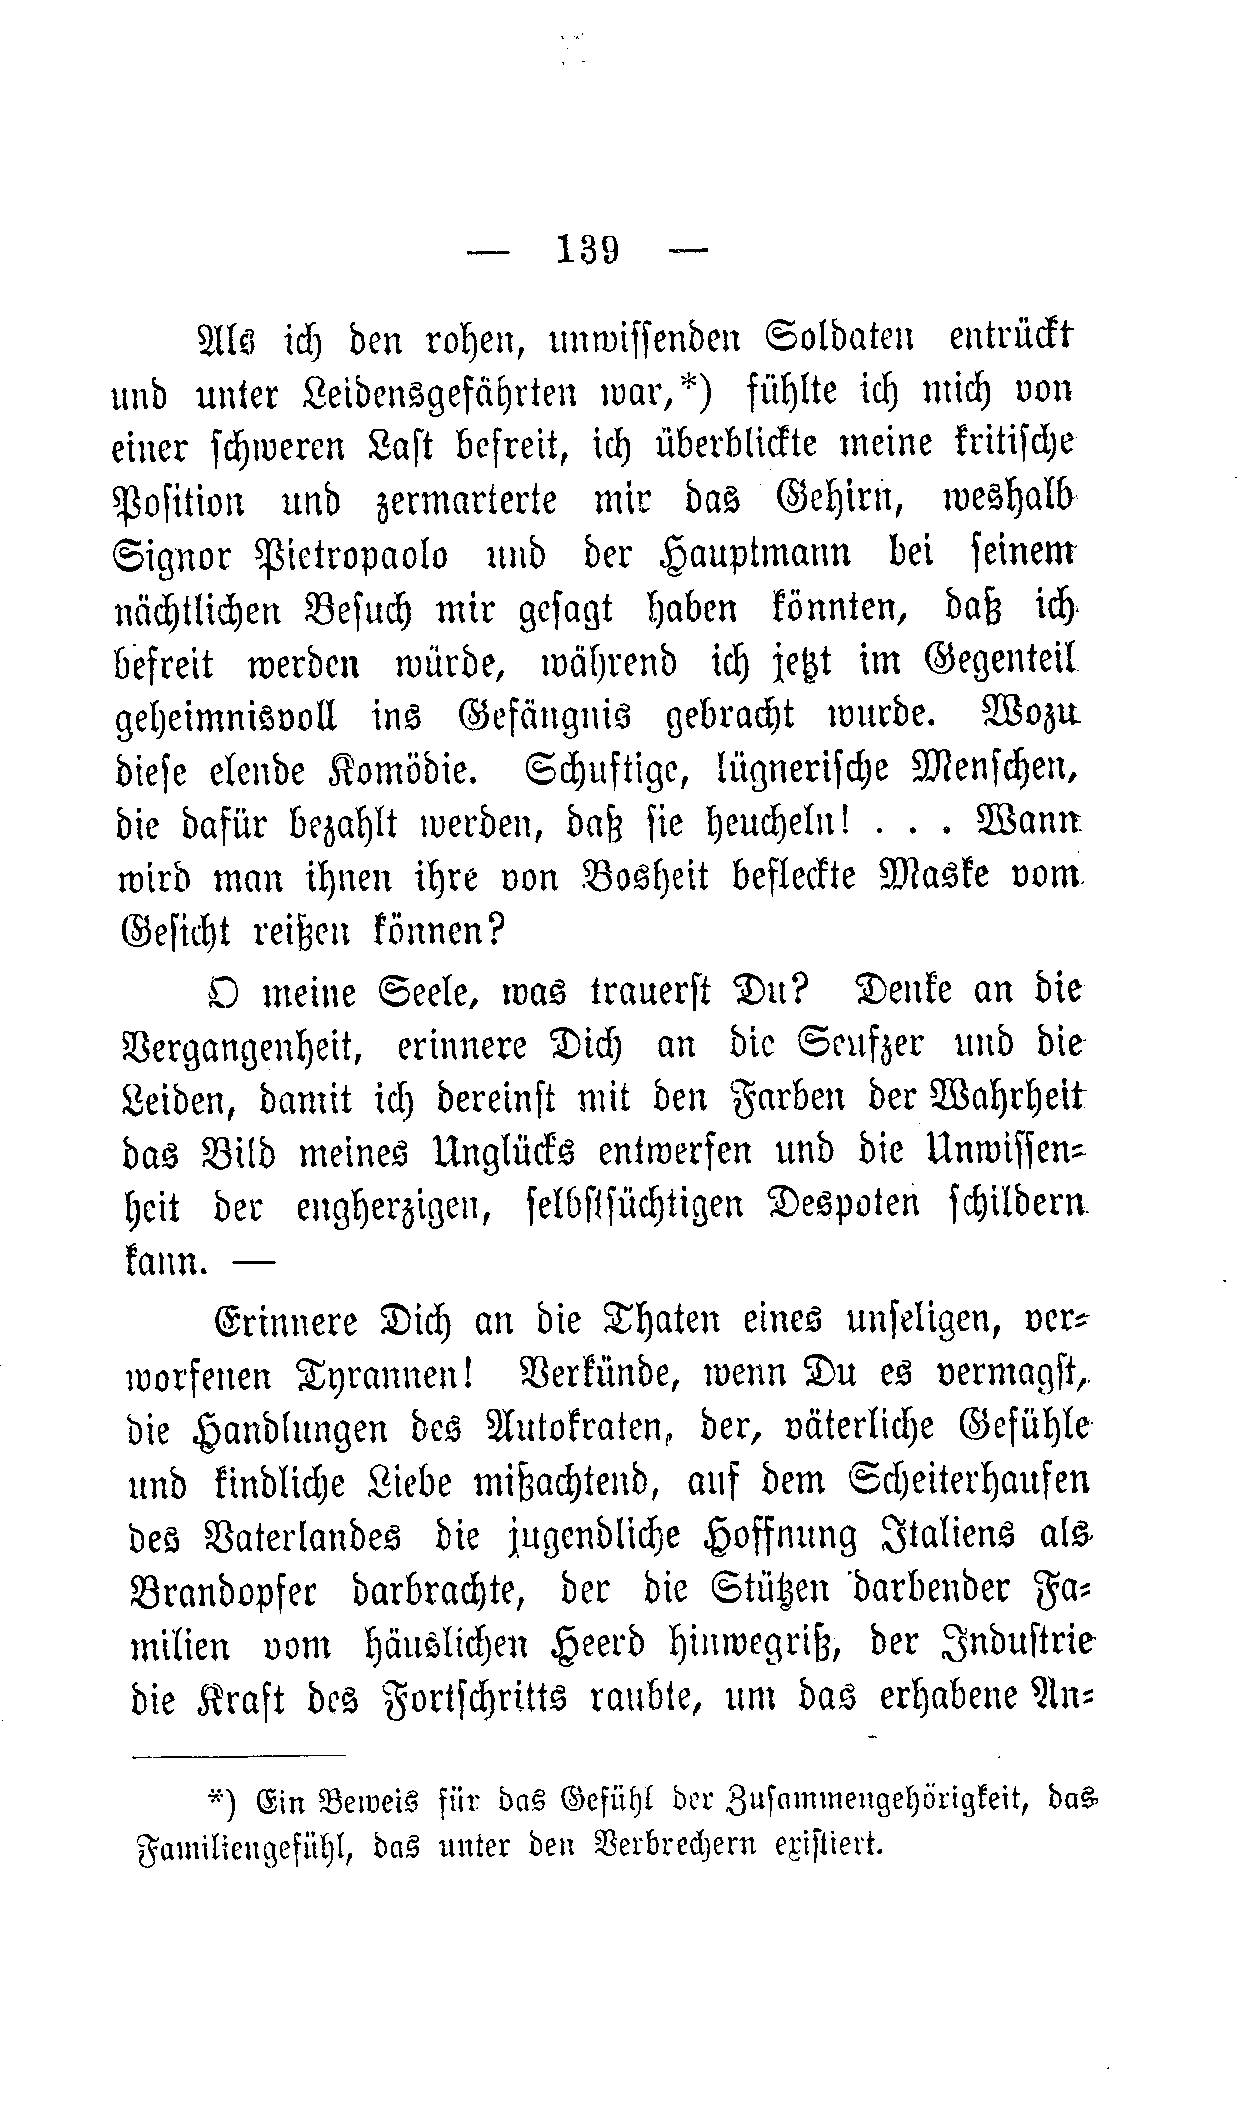 — 139 —
Als ich den rohen, unwissenden Soldaten entrückt
und unter Leidensgefährten war,*) fühlte ich mich von
einer schweren Last befreit, ich überblickte meine kritische
Position und zermarterte mir das Gehirn, weshalb
Signor Pietropaolo und der Hauptmann bei seinem
nächtlichen Besuch mir gesagt haben könnten, daß ich
befreit werden würde, während ich jetzt im Gegenteil
geheimnisvoll ins Gefängnis gebracht wurde. Wozu
diese elende Komödie. Schuftige, lügnerische Menschen,
die dafür bezahlt werden, daß sie heucheln! . . . Wann
wird man ihnen ihre von Bosheit befleckte Maske vom
Gesicht reißen können?
O meine Seele, was trauerst Du? Denke an die
Vergangenheit, erinnere Dich an die Seufzer und die
Leiden, damit ich dereinst mit den Farben der Wahrheit
das Bild meines Unglücks entwerfen und die Unwissen-
heit der engherzigen, selbstsüchtigen Despoten schildern
kann. —
Erinnere Dich an die Thaten eines unseligen, ver-
worfenen Tyrannen! Verkünde, wenn Du es vermagst,
die Handlungen des Autokraten, der, väterliche Gefühle
und kindliche Liebe mißachtend, auf dem Scheiterhaufen
des Vaterlandes die jugendliche Hoffnung Italiens als
Brandopfer darbrachte, der die Stützen darbender Fa-
milien vom häuslichen Heerd hinwegriß, der Industrie
die Kraft des Fortschritts raubte, um das erhabene An-
*) Ein Beweis für das Gefühl der Zusammengehörigkeit, das
Familiengefühl, das unter den Verbrechern existiert.